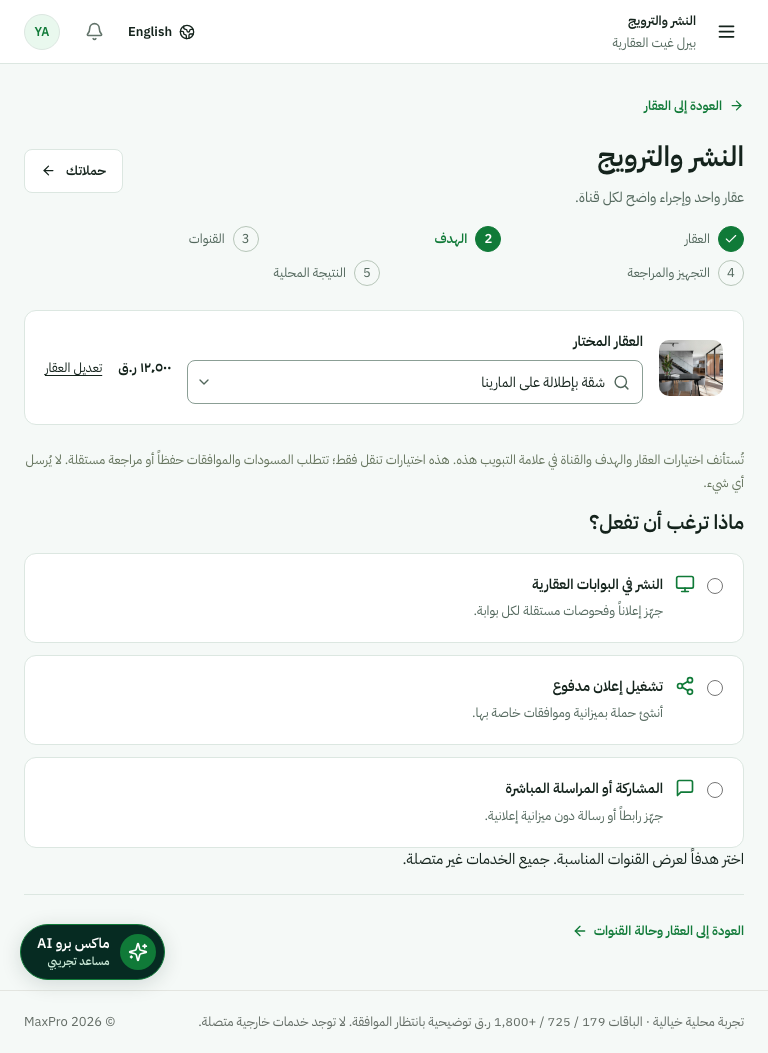 النشر والترويج
بيرل غيت العقارية
English
YA
العودة إلى العقار
النشر والترويج
عقار واحد وإجراء واضح لكل قناة.
حملاتك
العقار
2 الهدف
3 القنوات
4 التجهيز والمراجعة
5 النتيجة المحلية
العقار المختار
شقة بإطلالة على المارينا
١٢,٥٠٠ ر.ق
تعديل العقار
تُستأنف اختيارات العقار والهدف والقناة في علامة التبويب هذه. هذه اختيارات تنقل فقط؛ تتطلب المسودات والموافقات حفظاً أو مراجعة مستقلة. لا يُرسل
أي شيء.
ماذا ترغب أن تفعل؟
النشر في البوابات العقارية
جهّز إعلاناً وفحوصات مستقلة لكل بوابة.
تشغيل إعلان مدفوع
أنشئ حملة بميزانية وموافقات خاصة بها.
المشاركة أو المراسلة المباشرة
جهّز رابطاً أو رسالة دون ميزانية إعلانية.
اختر هدفاً لعرض القنوات المناسبة. جميع الخدمات غير متصلة.
العودة إلى العقار وحالة القنوات
ماكس برو AI
مساعد تجريبي
تجربة محلية خيالية · الباقات 179 / 725 / +1,800 ر.ق توضيحية بانتظار الموافقة. لا توجد خدمات خارجية متصلة.
MaxPro 2026 ©